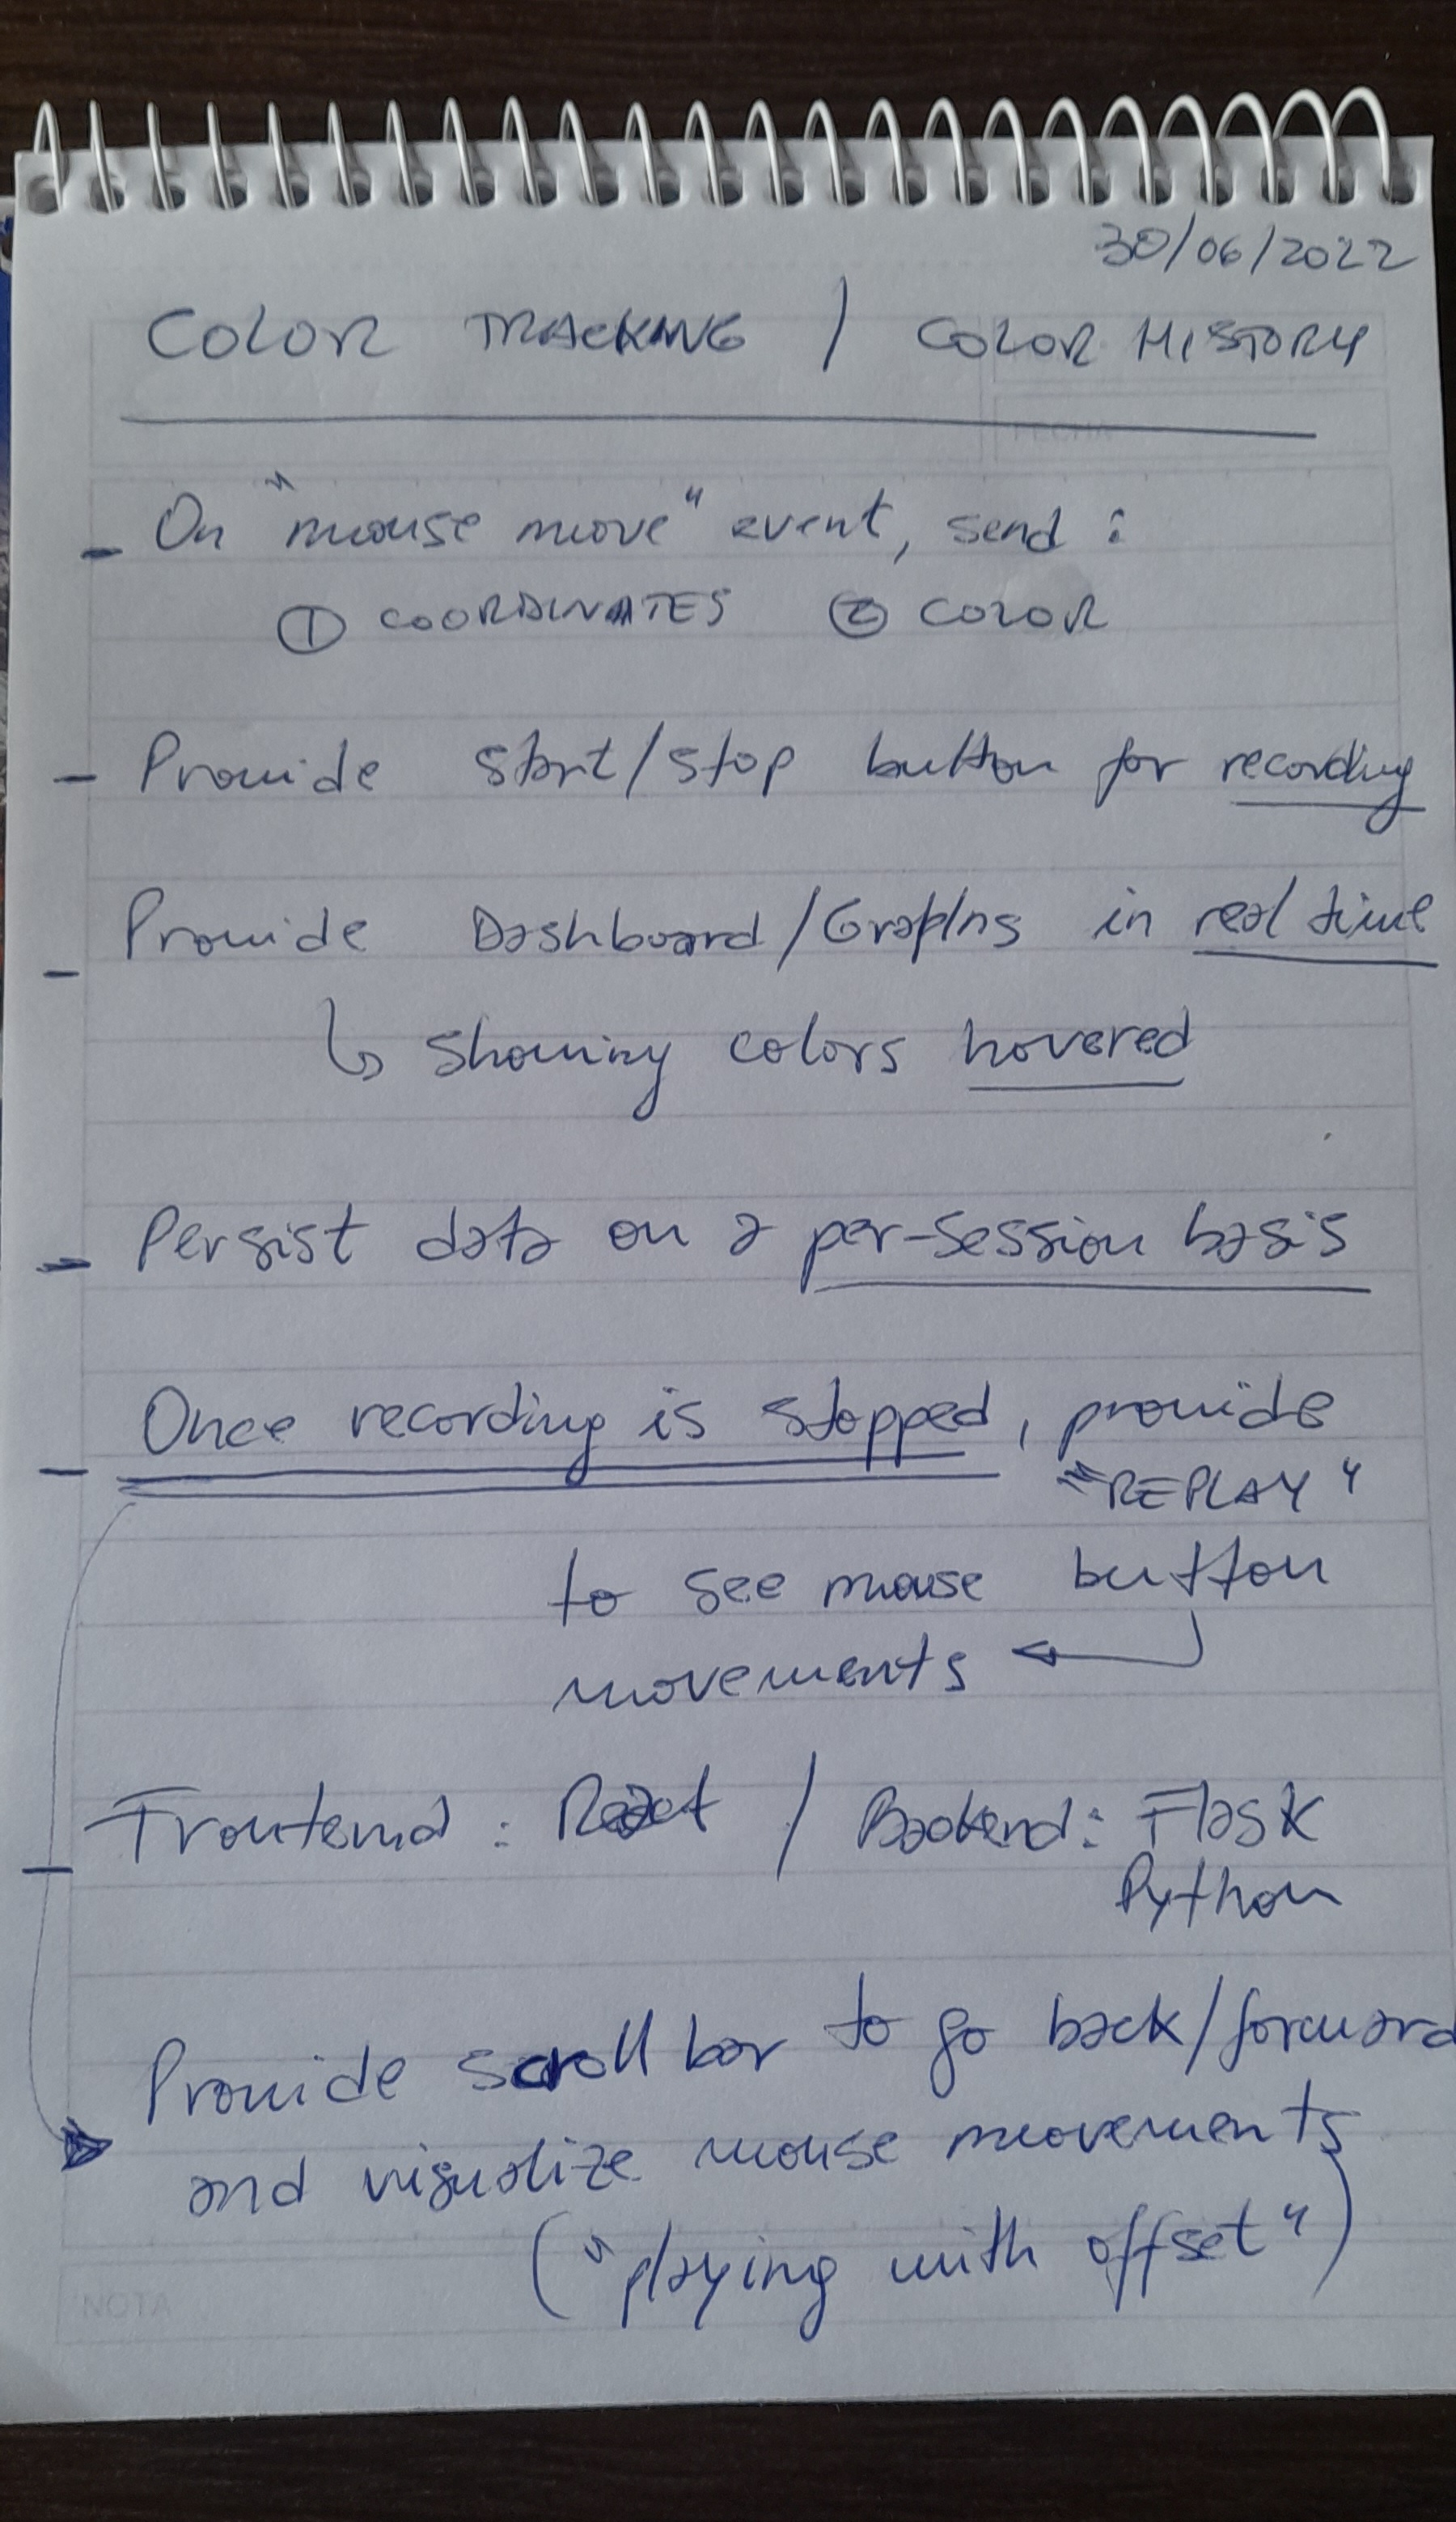 30/06/2022
COLOR TRACKING / COLOR HISTORY
FECHA
- On "mouse move" event, send :
① COORDINATES ② COLOR
- Provide start/stop button for recording
- Provide Dashboard/Graphs in real time
↳ showing colors hovered
- Persist data on a per-session basis
- Once recording is stopped, provide
"REPLAY"
to see mouse button
movements ←
- Frontend : React / Backend : Flask
Python
Provide scroll bar to go back/forward
and visualize mouse movements
("playing with offset")
NOTA